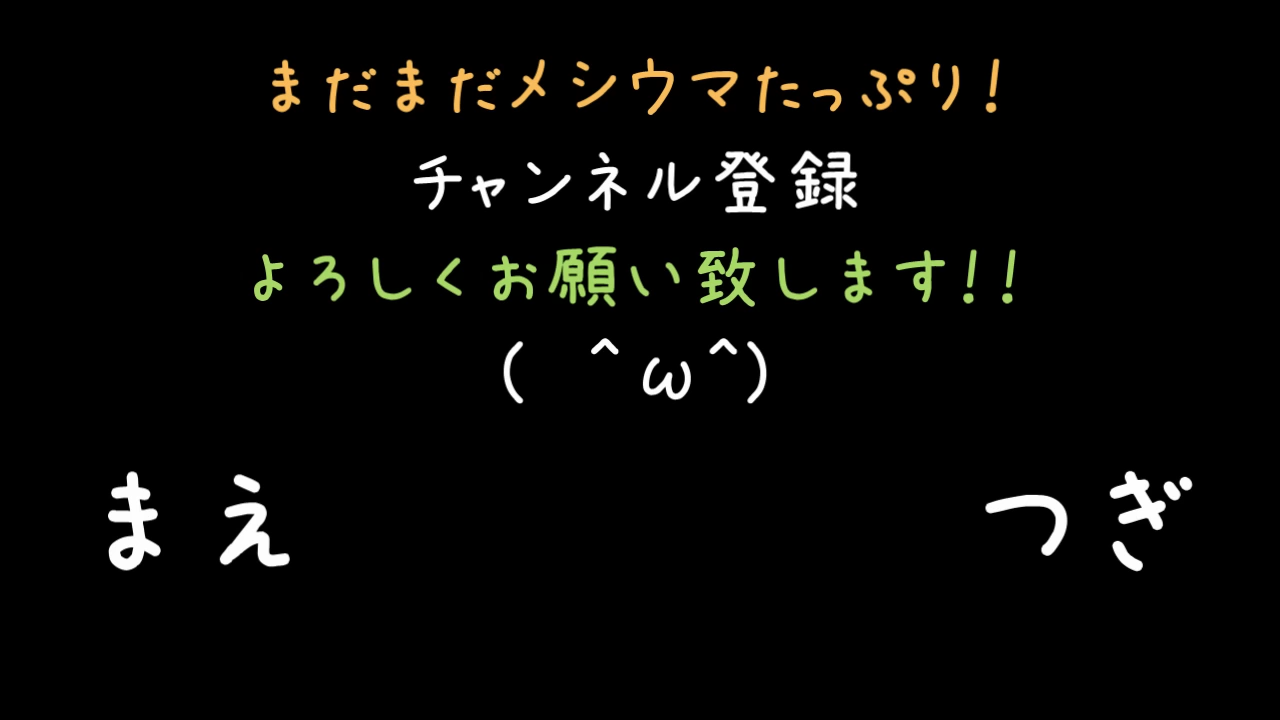 まだまだメシウマたっぷり!
チャンネル登録
よろしくお願い致します!!
( ^ω^)
まえ つぎ